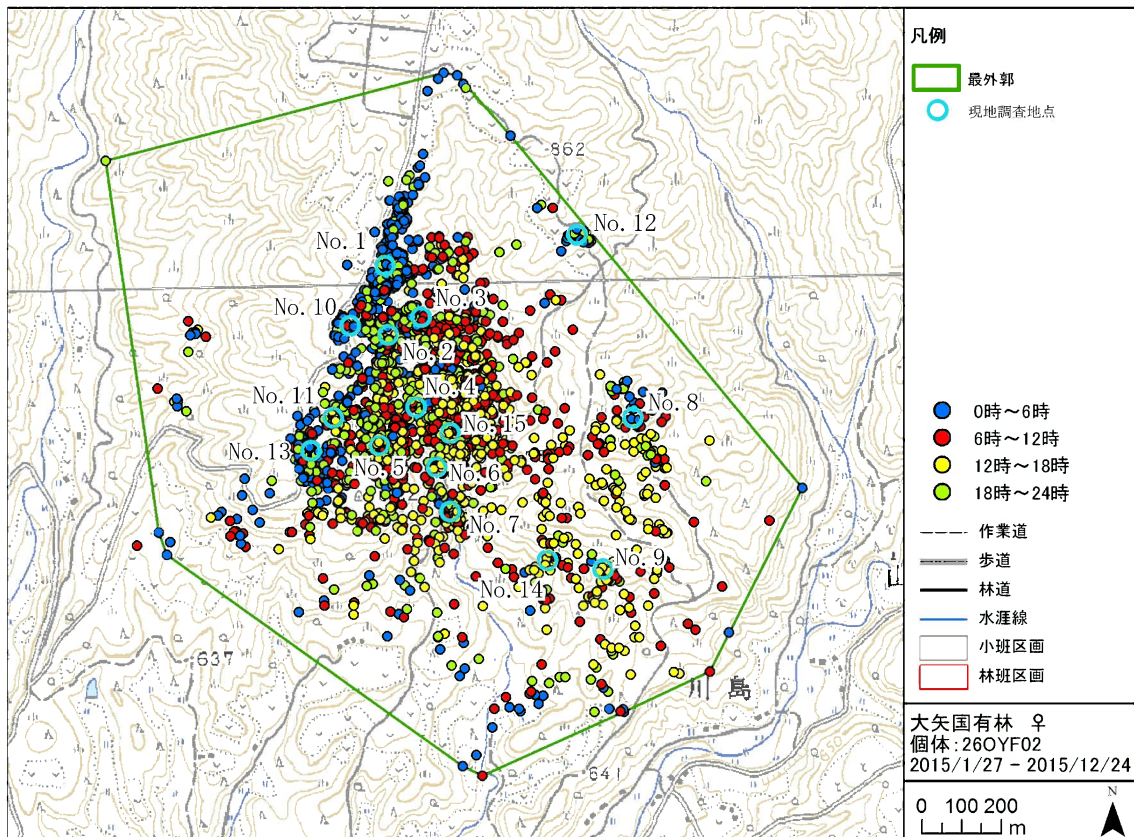 862
No. 12
No. 1
No. 10
No. 3
No. 2
No. 11
No. 4
No. 8
No. 15
No. 13
No. 5
No. 6
No. 7
No. 14
No. 9
637
川 島
641
山
凡例
最外郭
現地調査地点
0時～6時
6時～12時
12時～18時
18時～24時
作業道
歩道
林道
水涯線
小班区画
林班区画
大矢国有林 ♀
個体:26OYF02
2015/1/27 - 2015/12/24
0 100 200
m
N